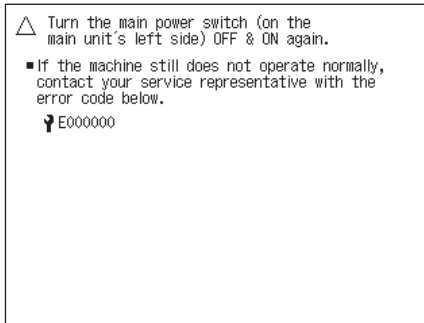 Turn the main power switch (on the
main unit's left side) OFF & ON again.
■If the machine still does not operate normally,
contact your service representative with the
error code below.
E000000